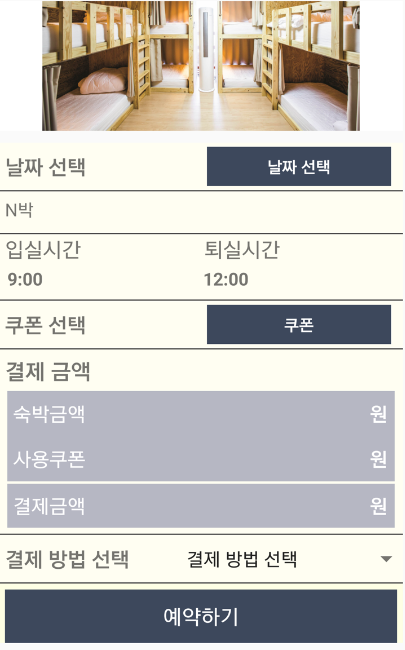 날짜 선택 날짜 선택
N박
입실시간 퇴실시간
9:00 12:00
쿠폰 선택 쿠폰
결제 금액
숙박금액 원
사용쿠폰 원
결제금액 원
결제 방법 선택 결제 방법 선택
예약하기